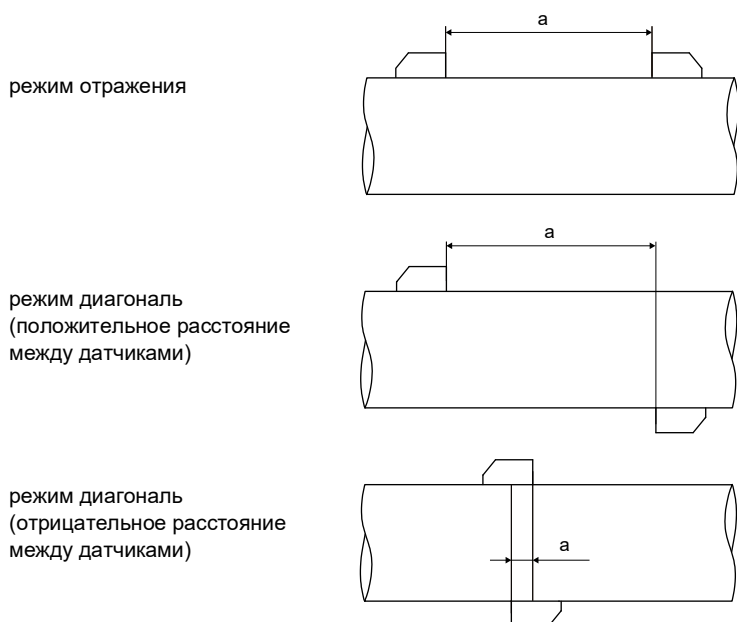 a
режим отражения
a
режим диагональ
(положительное расстояние
между датчиками)
режим диагональ
(отрицательное расстояние
между датчиками)
a